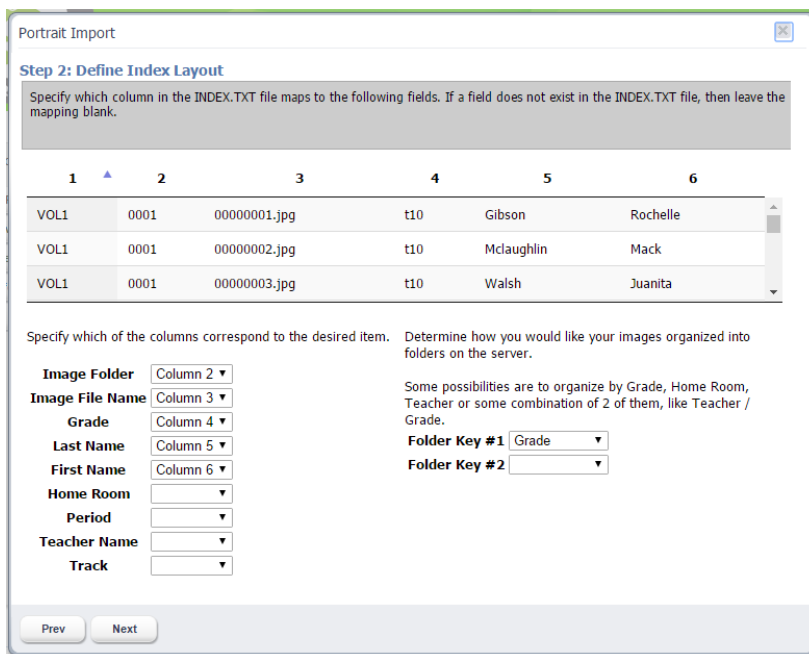 Portrait Import
Step 2: Define Index Layout
Specify which column in the INDEX.TXT file maps to the following fields. If a field does not exist in the INDEX.TXT file, then leave the
mapping blank.
1 2 3 4 5 6
VOL1 0001 00000001.jpg t10 Gibson Rochelle
VOL1 0001 00000002.jpg t10 Mclaughlin Mack
VOL1 0001 00000003.jpg t10 Walsh Juanita
Specify which of the columns correspond to the desired item.
Image Folder Column 2
Image File Name Column 3
Grade Column 4
Last Name Column 5
First Name Column 6
Home Room
Period
Teacher Name
Track
Determine how you would like your images organized into
folders on the server.
Some possibilities are to organize by Grade, Home Room,
Teacher or some combination of 2 of them, like Teacher /
Grade.
Folder Key #1 Grade
Folder Key #2
Prev Next